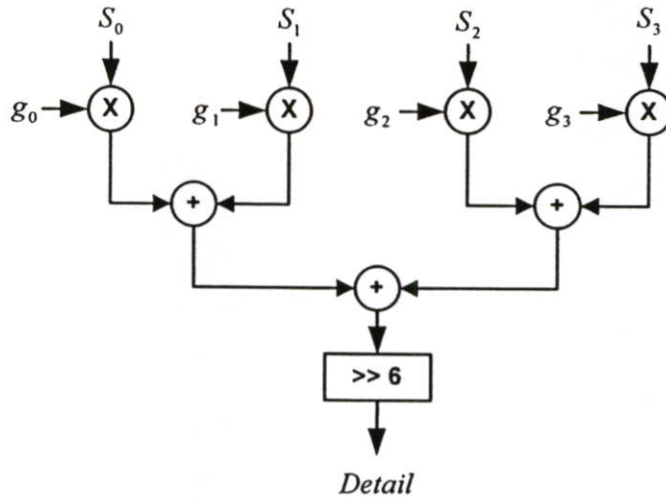 S₀ S₁ S₂ S₃
g₀ X g₁ X g₂ X g₃ X
+ +
+
>> 6
Detail